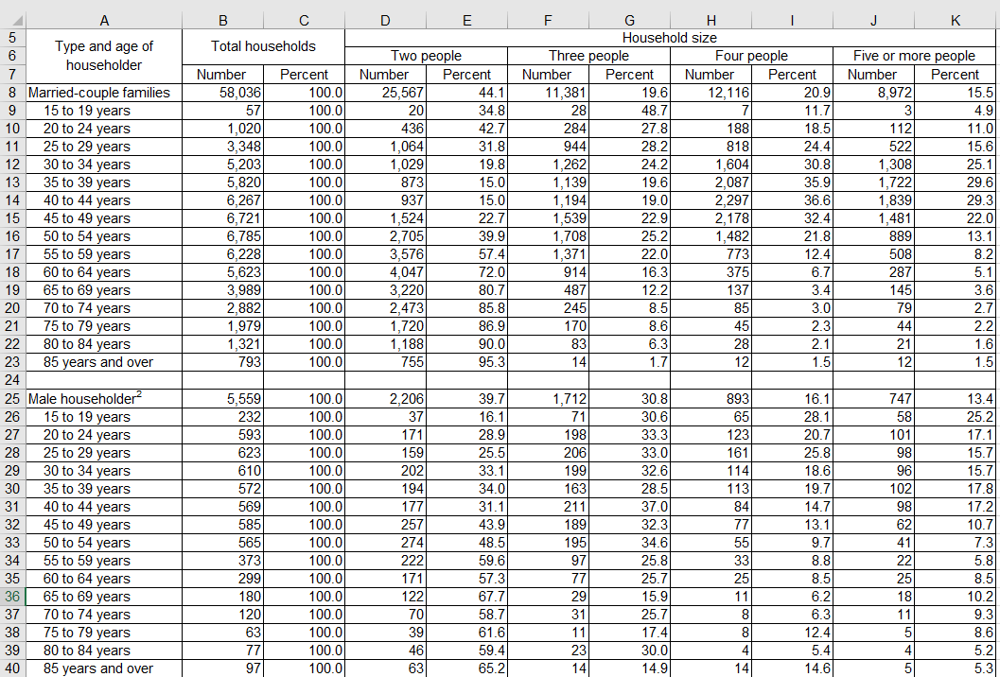 A B C D E F G H I J K
5 Type and age of householder Total households Household size
6 Two people Three people Four people Five or more people
7 Number Percent Number Percent Number Percent Number Percent Number Percent
8 Married-couple families 58,036 100.0 25,567 44.1 11,381 19.6 12,116 20.9 8,972 15.5
9 15 to 19 years 57 100.0 20 34.8 28 48.7 7 11.7 3 4.9
10 20 to 24 years 1,020 100.0 436 42.7 284 27.8 188 18.5 112 11.0
11 25 to 29 years 3,348 100.0 1,064 31.8 944 28.2 818 24.4 522 15.6
12 30 to 34 years 5,203 100.0 1,029 19.8 1,262 24.2 1,604 30.8 1,308 25.1
13 35 to 39 years 5,820 100.0 873 15.0 1,139 19.6 2,087 35.9 1,722 29.6
14 40 to 44 years 6,267 100.0 937 15.0 1,194 19.0 2,297 36.6 1,839 29.3
15 45 to 49 years 6,721 100.0 1,524 22.7 1,539 22.9 2,178 32.4 1,481 22.0
16 50 to 54 years 6,785 100.0 2,705 39.9 1,708 25.2 1,482 21.8 889 13.1
17 55 to 59 years 6,228 100.0 3,576 57.4 1,371 22.0 773 12.4 508 8.2
18 60 to 64 years 5,623 100.0 4,047 72.0 914 16.3 375 6.7 287 5.1
19 65 to 69 years 3,989 100.0 3,220 80.7 487 12.2 137 3.4 145 3.6
20 70 to 74 years 2,882 100.0 2,473 85.8 245 8.5 85 3.0 79 2.7
21 75 to 79 years 1,979 100.0 1,720 86.9 170 8.6 45 2.3 44 2.2
22 80 to 84 years 1,321 100.0 1,188 90.0 83 6.3 28 2.1 21 1.6
23 85 years and over 793 100.0 755 95.3 14 1.7 12 1.5 12 1.5
24
25 Male householder2 5,559 100.0 2,206 39.7 1,712 30.8 893 16.1 747 13.4
26 15 to 19 years 232 100.0 37 16.1 71 30.6 65 28.1 58 25.2
27 20 to 24 years 593 100.0 171 28.9 198 33.3 123 20.7 101 17.1
28 25 to 29 years 623 100.0 159 25.5 206 33.0 161 25.8 98 15.7
29 30 to 34 years 610 100.0 202 33.1 199 32.6 114 18.6 96 15.7
30 35 to 39 years 572 100.0 194 34.0 163 28.5 113 19.7 102 17.8
31 40 to 44 years 569 100.0 177 31.1 211 37.0 84 14.7 98 17.2
32 45 to 49 years 585 100.0 257 43.9 189 32.3 77 13.1 62 10.7
33 50 to 54 years 565 100.0 274 48.5 195 34.6 55 9.7 41 7.3
34 55 to 59 years 373 100.0 222 59.6 97 25.8 33 8.8 22 5.8
35 60 to 64 years 299 100.0 171 57.3 77 25.7 25 8.5 25 8.5
36 65 to 69 years 180 100.0 122 67.7 29 15.9 11 6.2 18 10.2
37 70 to 74 years 120 100.0 70 58.7 31 25.7 8 6.3 11 9.3
38 75 to 79 years 63 100.0 39 61.6 11 17.4 8 12.4 5 8.6
39 80 to 84 years 77 100.0 46 59.4 23 30.0 4 5.4 4 5.2
40 85 years and over 97 100.0 63 65.2 14 14.9 14 14.6 5 5.3